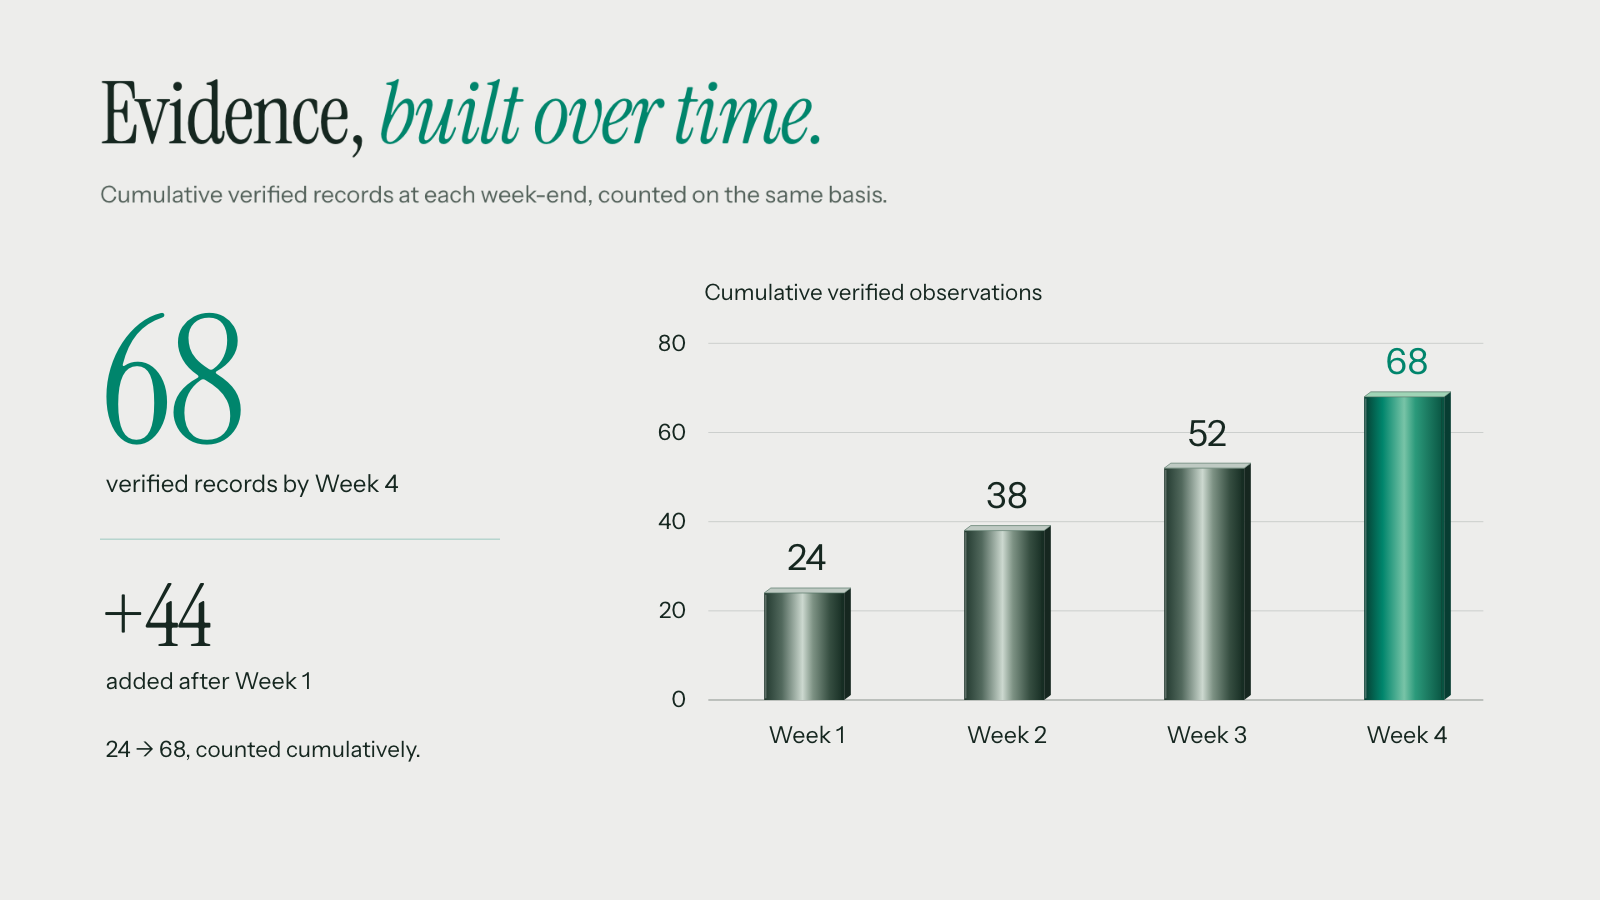 Evidence, built over time.
Cumulative verified records at each week-end, counted on the same basis.
68
verified records by Week 4
+44
added after Week 1
24 → 68, counted cumulatively.
Cumulative verified observations
80
60
40
20
0
24
38
52
68
Week 1
Week 2
Week 3
Week 4